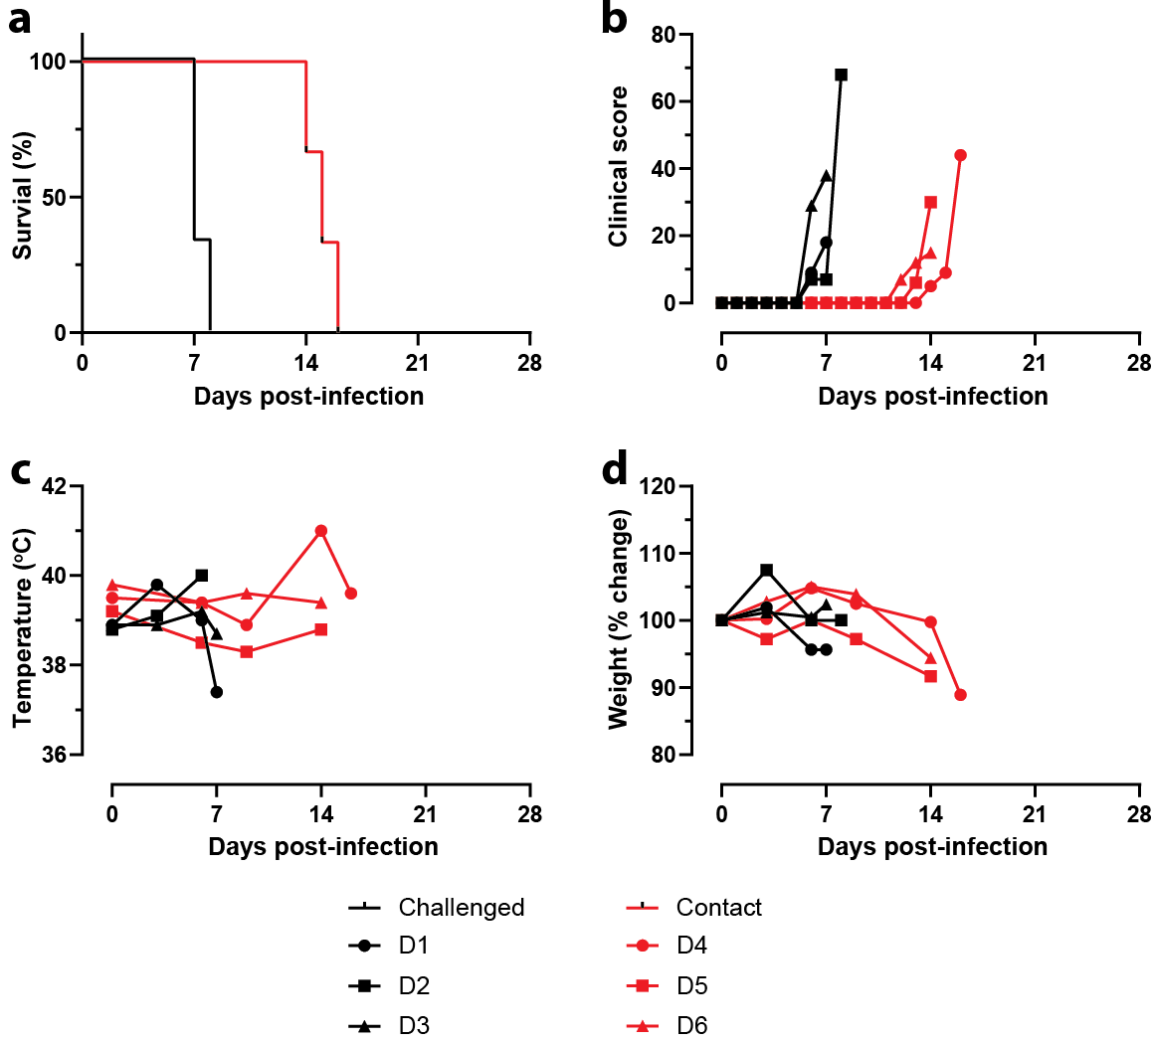 a
Survial (%)
100
50
0
0 7 14 21 28
Days post-infection
b
Clinical score
80
60
40
20
0
0 7 14 21 28
Days post-infection
c
Temperature (°C)
42
40
38
36
0 7 14 21 28
Days post-infection
d
Weight (% change)
120
110
100
90
80
0 7 14 21 28
Days post-infection
Challenged
D1
D2
D3
Contact
D4
D5
D6